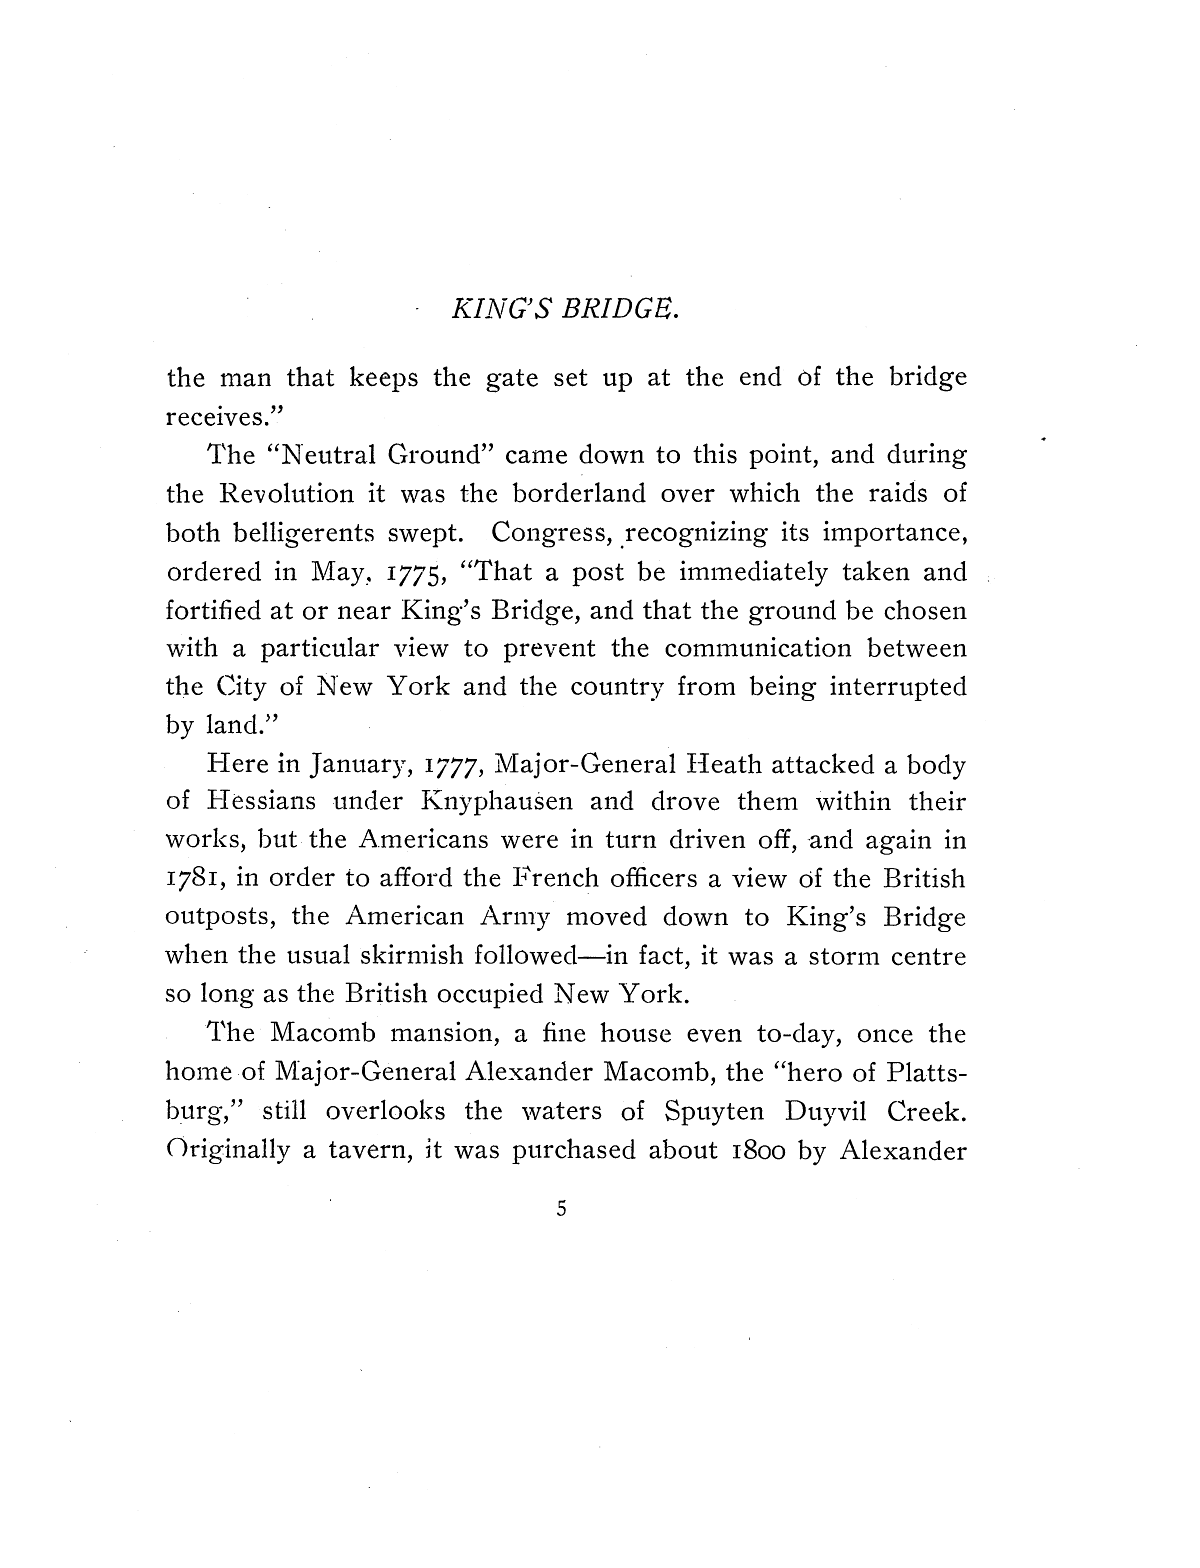 KING'S BRIDGE.
the man that keeps the gate set up at the end of the bridge
receives.”
The “Neutral Ground” came down to this point, and during
the Revolution it was the borderland over which the raids of
both belligerents swept. Congress, recognizing its importance,
ordered in May, 1775, “That a post be immediately taken and
fortified at or near King’s Bridge, and that the ground be chosen
with a particular view to prevent the communication between
the City of New York and the country from being interrupted
by land.”
Here in January, 1777, Major-General Heath attacked a body
of Hessians under Knyphausen and drove them within their
works, but the Americans were in turn driven off, and again in
1781, in order to afford the French officers a view of the British
outposts, the American Army moved down to King’s Bridge
when the usual skirmish followed—in fact, it was a storm centre
so long as the British occupied New York.
The Macomb mansion, a fine house even to-day, once the
home of Major-General Alexander Macomb, the “hero of Platts-
burg,” still overlooks the waters of Spuyten Duyvil Creek.
Originally a tavern, it was purchased about 1800 by Alexander
5